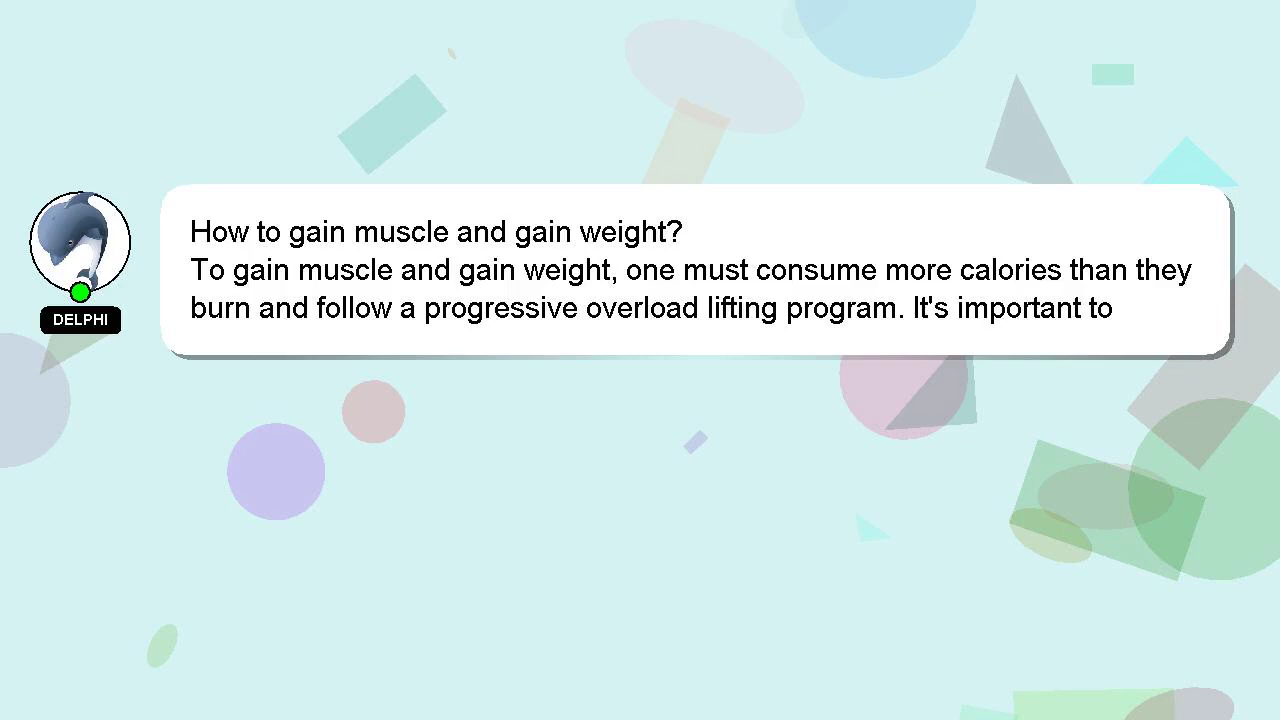 How to gain muscle and gain weight?
To gain muscle and gain weight, one must consume more calories than they
burn and follow a progressive overload lifting program. It's important to
DELPHI